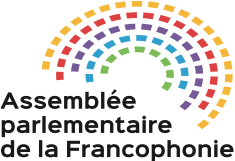 Assemblée
parlementaire
de la Francophonie